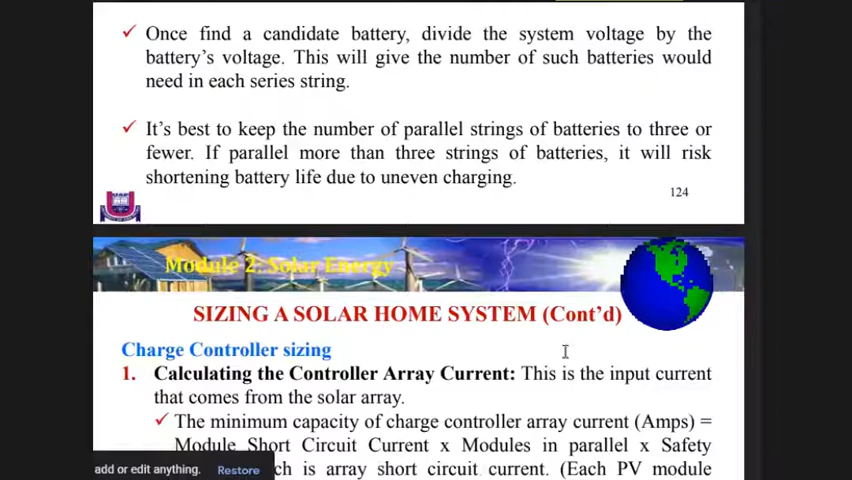 ✓ Once find a candidate battery, divide the system voltage by the
battery's voltage. This will give the number of such batteries would
need in each series string.
✓ It's best to keep the number of parallel strings of batteries to three or
fewer. If parallel more than three strings of batteries, it will risk
shortening battery life due to uneven charging.
124
Module 2: Solar Energy
SIZING A SOLAR HOME SYSTEM (Cont'd)
Charge Controller sizing
1. Calculating the Controller Array Current: This is the input current
that comes from the solar array.
✓ The minimum capacity of charge controller array current (Amps) =
Module Short Circuit Current x Modules in parallel x Safety
ch is array short circuit current. (Each PV module
add or edit anything. Restore